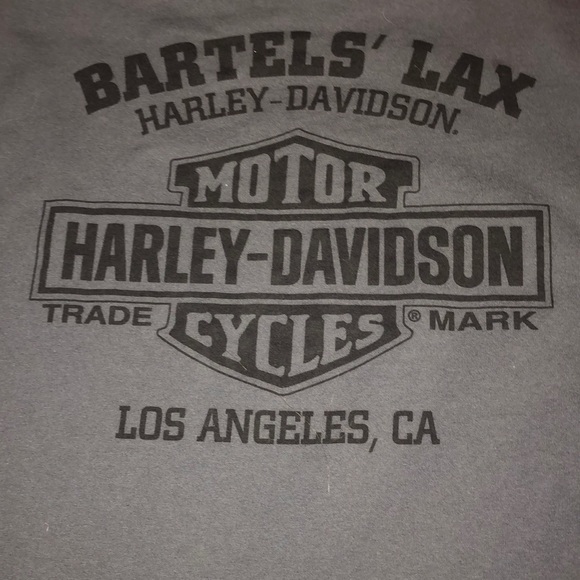 BARTELS' LAX
HARLEY-DAVIDSON.
MOTOR
HARLEY-DAVIDSON
TRADE CYCLES ® MARK
LOS ANGELES, CA